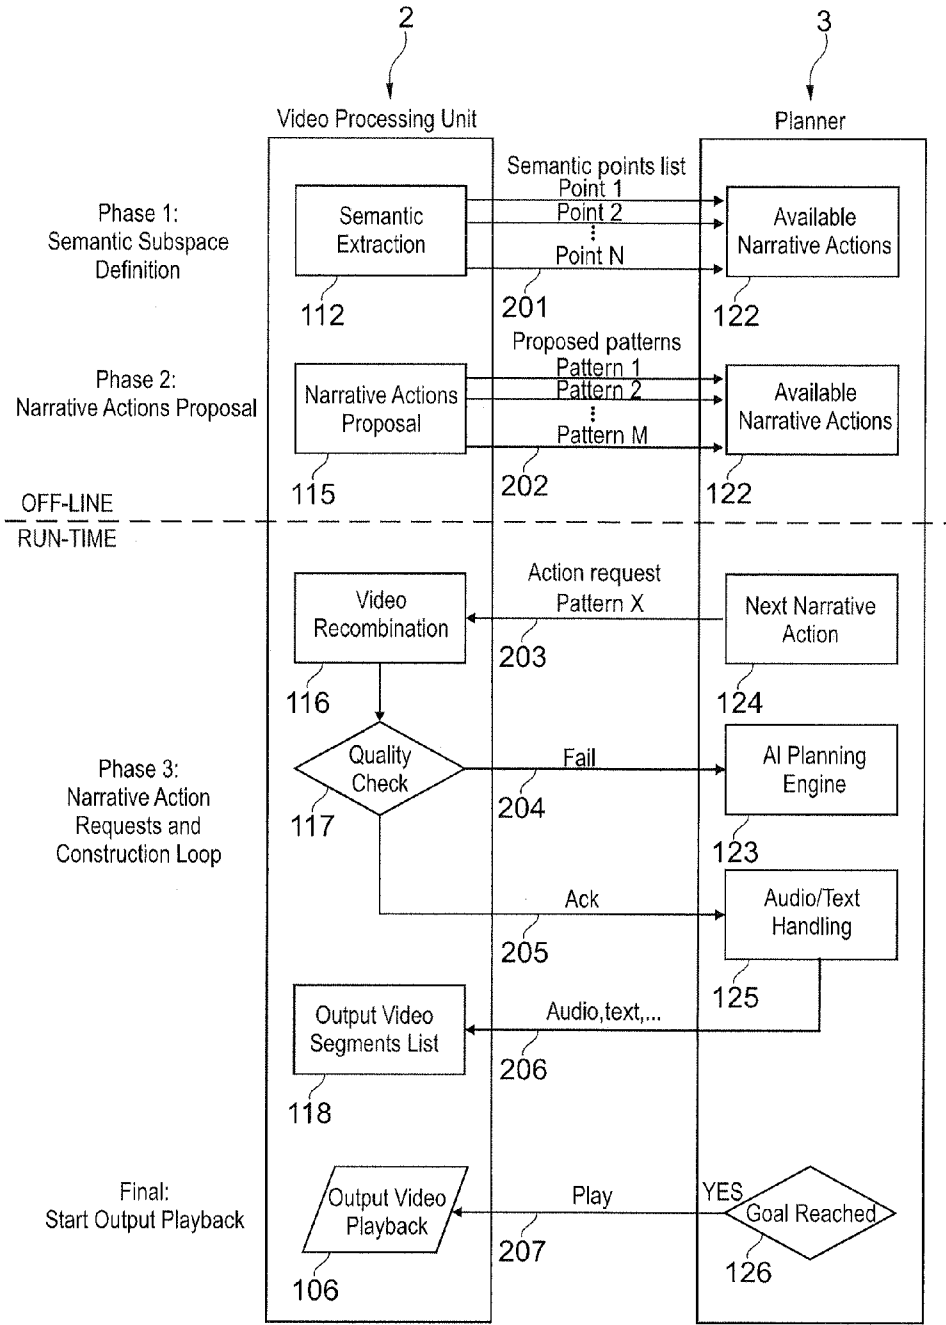 2
3
Video Processing Unit
Planner
Phase 1:
Semantic Subspace
Definition
Semantic
Extraction
112
Semantic points list
Point 1
Point 2
Point N
201
Available
Narrative Actions
122
Phase 2:
Narrative Actions Proposal
Narrative Actions
Proposal
115
Proposed patterns
Pattern 1
Pattern 2
Pattern M
202
Available
Narrative Actions
122
OFF-LINE
RUN-TIME
Phase 3:
Narrative Action
Requests and
Construction Loop
Video
Recombination
116
Action request
Pattern X
203
Next Narrative
Action
124
Quality
Check
117
Fail
204
AI Planning
Engine
123
Ack
205
Audio/Text
Handling
125
Output Video
Segments List
118
Audio,text,...
206
Final:
Start Output Playback
Output Video
Playback
106
Play
207
YES
Goal Reached
126